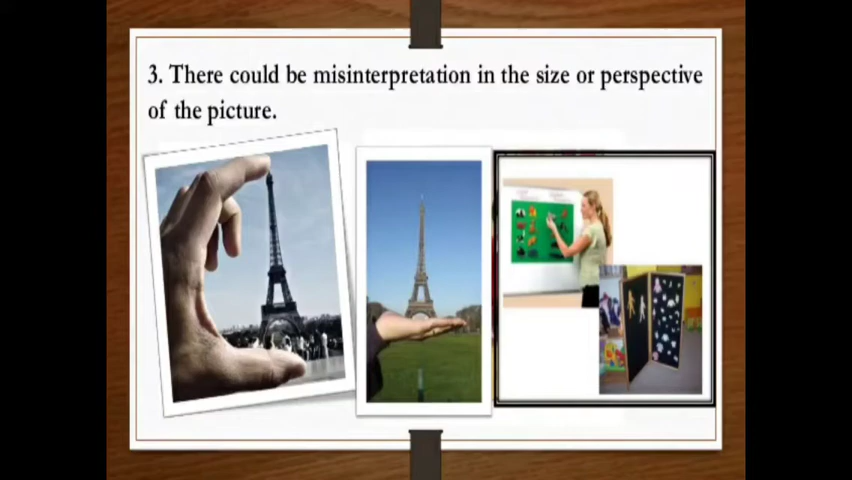 3. There could be misinterpretation in the size or perspective
of the picture.